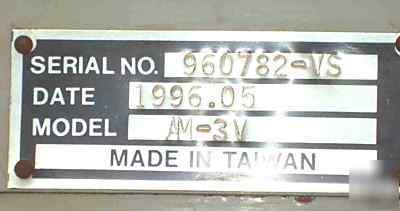 SERIAL NO. 960782-VS
DATE 1996.05
MODEL AM-3V
MADE IN TAIWAN